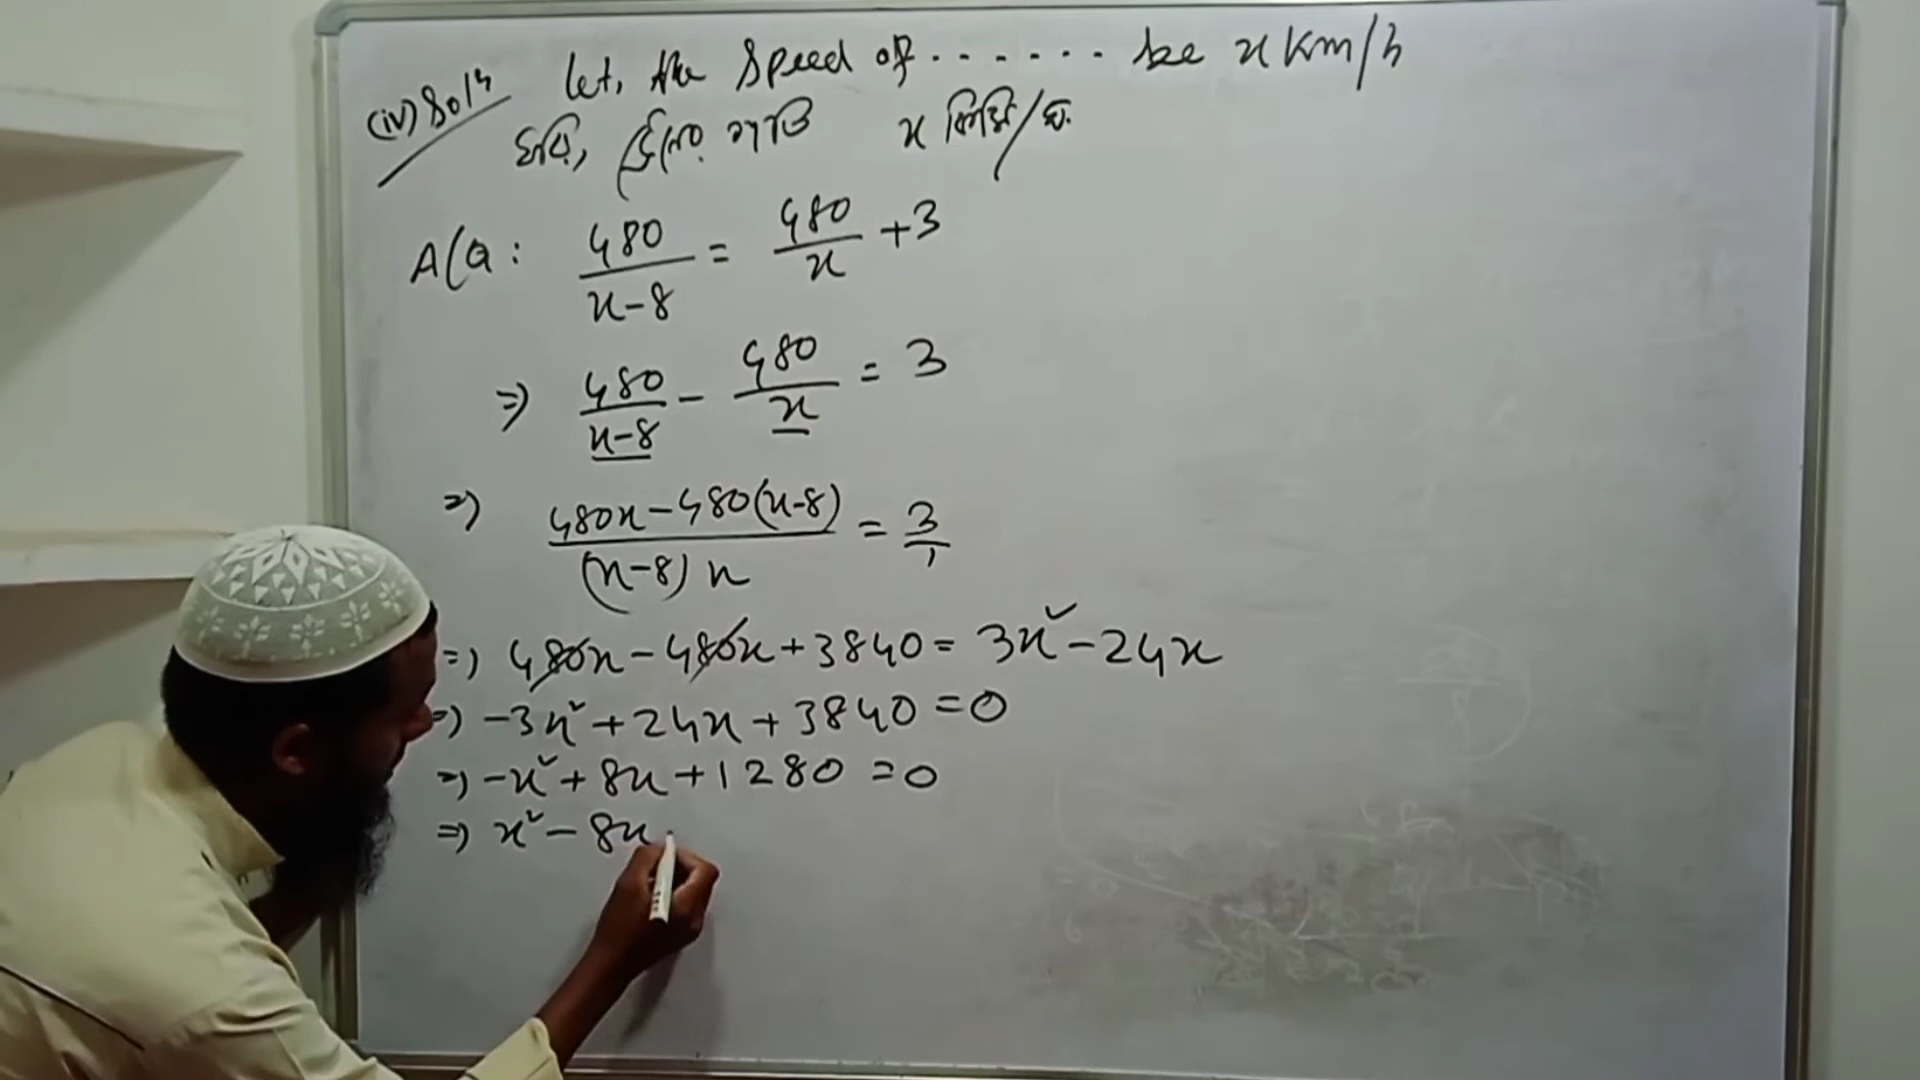 (iv) Solⁿ Let, the Speed of . . . . . . be x Km/h
ধরি, ট্রেনের গতি x কিমি/ঘ.
A/Q : 480/(x-8) = 480/x + 3
⇒ 480/(x-8) - 480/x = 3
⇒ (480x - 480(x-8))/((x-8) x) = 3/1
⇒ 480x - 480x + 3840 = 3x² - 24x
⇒ -3x² + 24x + 3840 = 0
⇒ -x² + 8x + 1280 = 0
⇒ x² - 8x